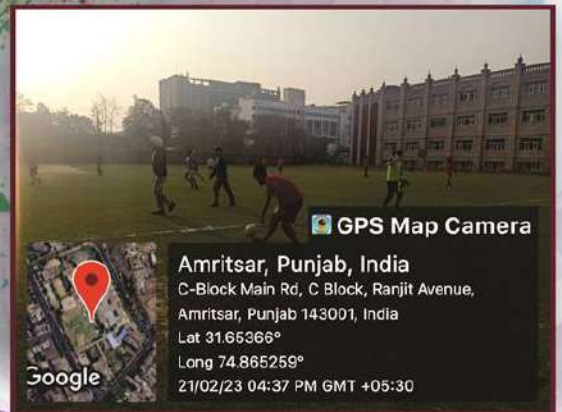 GPS Map Camera
Amritsar, Punjab, India
C-Block Main Rd, C Block, Ranjit Avenue,
Amritsar, Punjab 143001, India
Lat 31.65366°
Long 74.865259°
21/02/23 04:37 PM GMT +05:30
Google